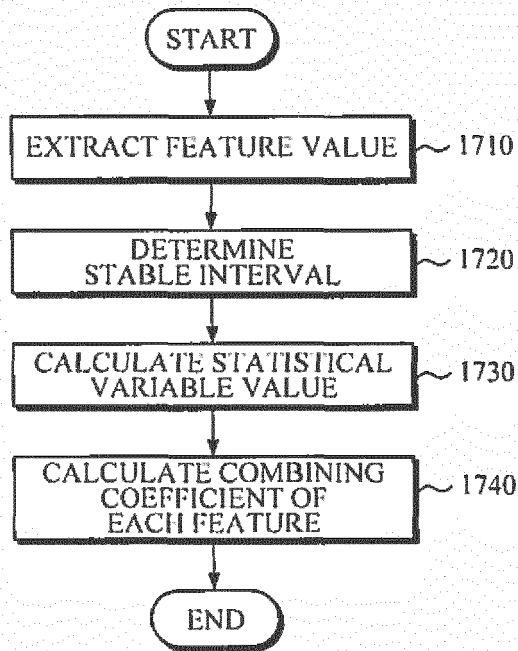 START
EXTRACT FEATURE VALUE
1710
DETERMINE
STABLE INTERVAL
1720
CALCULATE STATISTICAL
VARIABLE VALUE
1730
CALCULATE COMBINING
COEFFICIENT OF
EACH FEATURE
1740
END